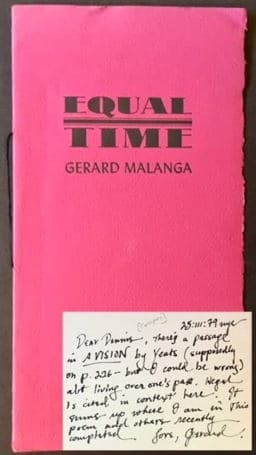 EQUAL
TIME
GERARD MALANGA
25:iii:79 nyc
Dear Dennis, there's a passage
in A VISION by Yeats (supposedly
on p. 226 – but I could be wrong)
abt living over one's past. Hegel
is cited in context here. It
sums up where I am in this
poem and others recently
completed. Gerard.